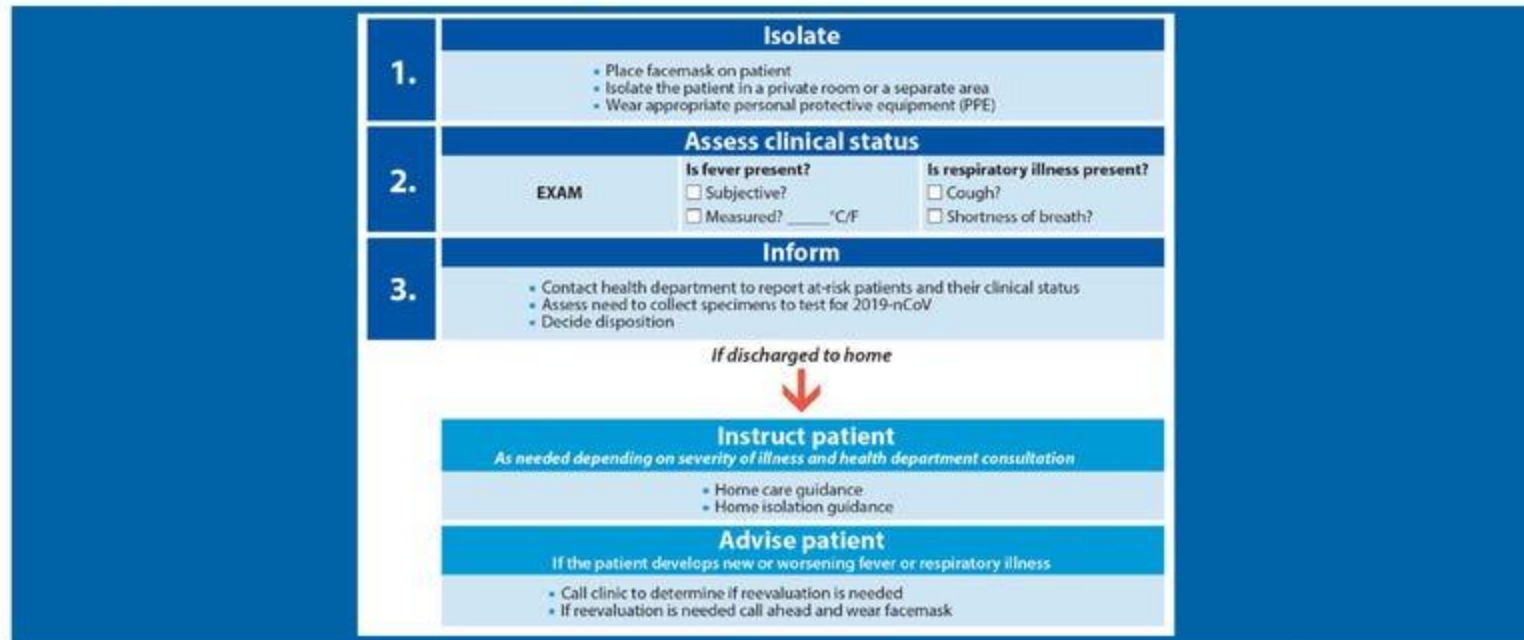 1.
Isolate
▪ Place facemask on patient
▪ Isolate the patient in a private room or a separate area
▪ Wear appropriate personal protective equipment (PPE)
2.
Assess clinical status
EXAM
Is fever present?
☐ Subjective?
☐ Measured? _____°C/F
Is respiratory illness present?
☐ Cough?
☐ Shortness of breath?
3.
Inform
▪ Contact health department to report at-risk patients and their clinical status
▪ Assess need to collect specimens to test for 2019-nCoV
▪ Decide disposition
If discharged to home
Instruct patient
As needed depending on severity of illness and health department consultation
▪ Home care guidance
▪ Home isolation guidance
Advise patient
If the patient develops new or worsening fever or respiratory illness
▪ Call clinic to determine if reevaluation is needed
▪ If reevaluation is needed call ahead and wear facemask